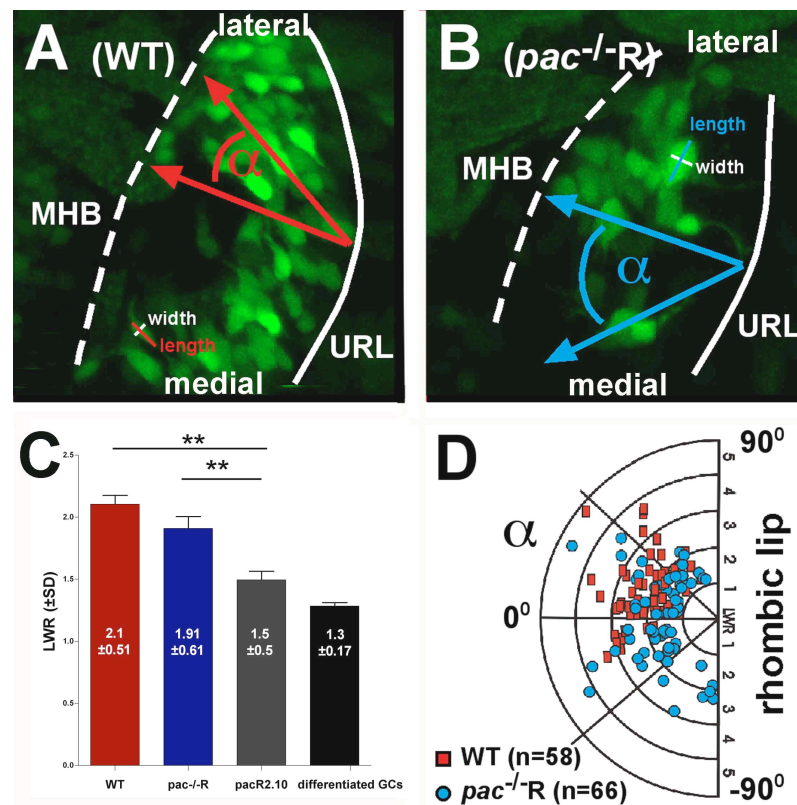 A
(WT)
lateral
α
MHB
width
length
URL
medial
B
(pac-/-R)
lateral
length
width
MHB
α
URL
medial
C
**
**
LWR (±SD)
2.5
2.0
1.5
1.0
0.5
0.0
2.1
±0.51
1.91
±0.61
1.5
±0.5
1.3
±0.17
WT
pac-/-R
pacR2.10
differentiated GCs
D
90⁰
α
0⁰
5
4
3
2
1
LWR
1
2
3
4
5
rhombic lip
-90⁰
WT (n=58)
pac-/-R (n=66)